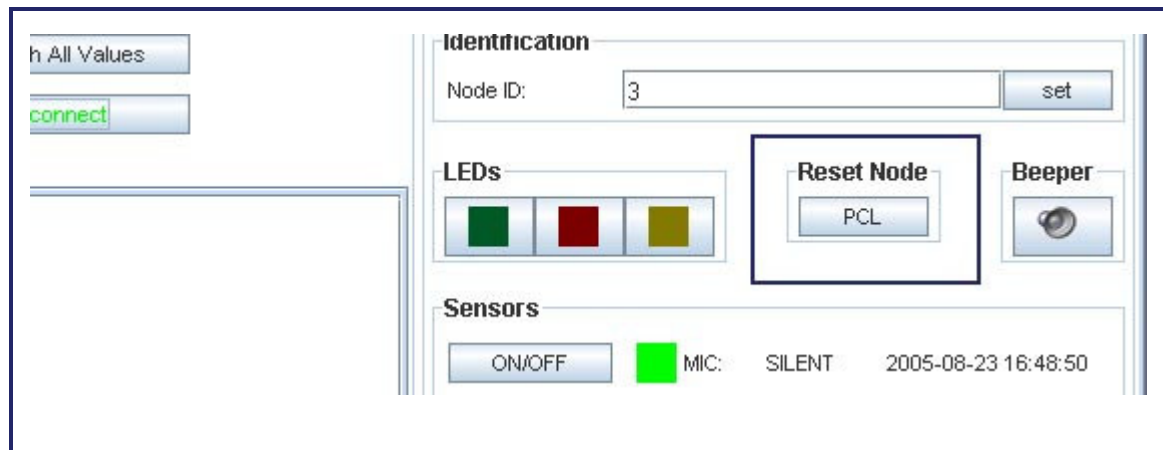 h All Values
connect
Identification
Node ID:
3
set
LEDs
Reset Node
PCL
Beeper
Sensors
ON/OFF
MIC:
SILENT
2005-08-23 16:48:50